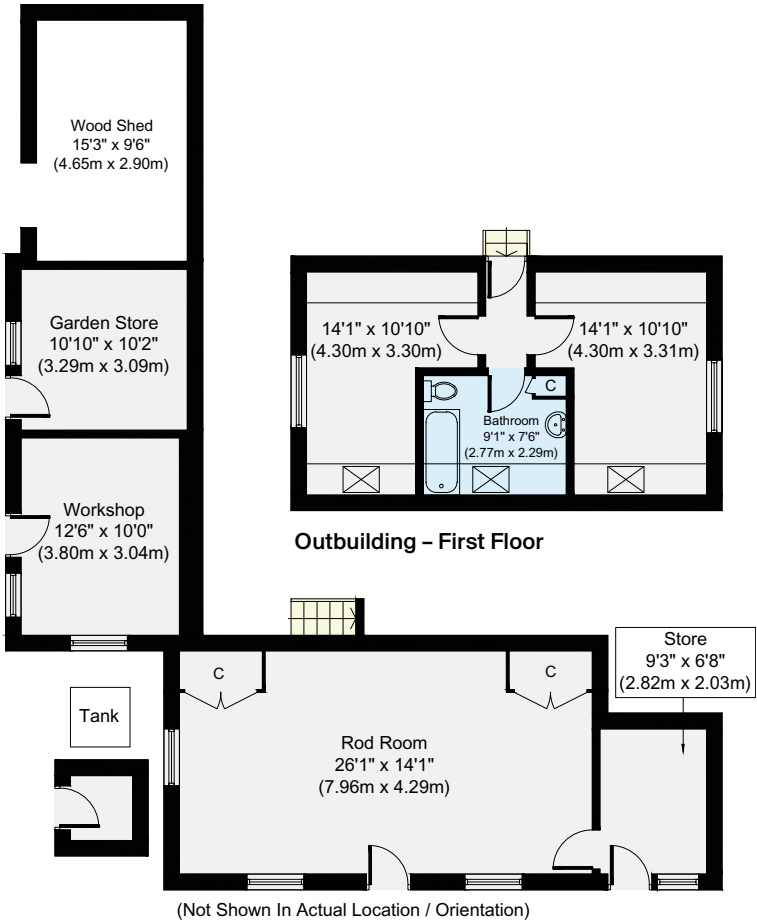 Wood Shed
15'3" x 9'6"
(4.65m x 2.90m)
Garden Store
10'10" x 10'2"
(3.29m x 3.09m)
14'1" x 10'10"
(4.30m x 3.30m)
14'1" x 10'10"
(4.30m x 3.31m)
C
Bathroom
9'1" x 7'6"
(2.77m x 2.29m)
Workshop
12'6" x 10'0"
(3.80m x 3.04m)
Outbuilding – First Floor
Store
9'3" x 6'8"
(2.82m x 2.03m)
C
C
Tank
Rod Room
26'1" x 14'1"
(7.96m x 4.29m)
(Not Shown In Actual Location / Orientation)